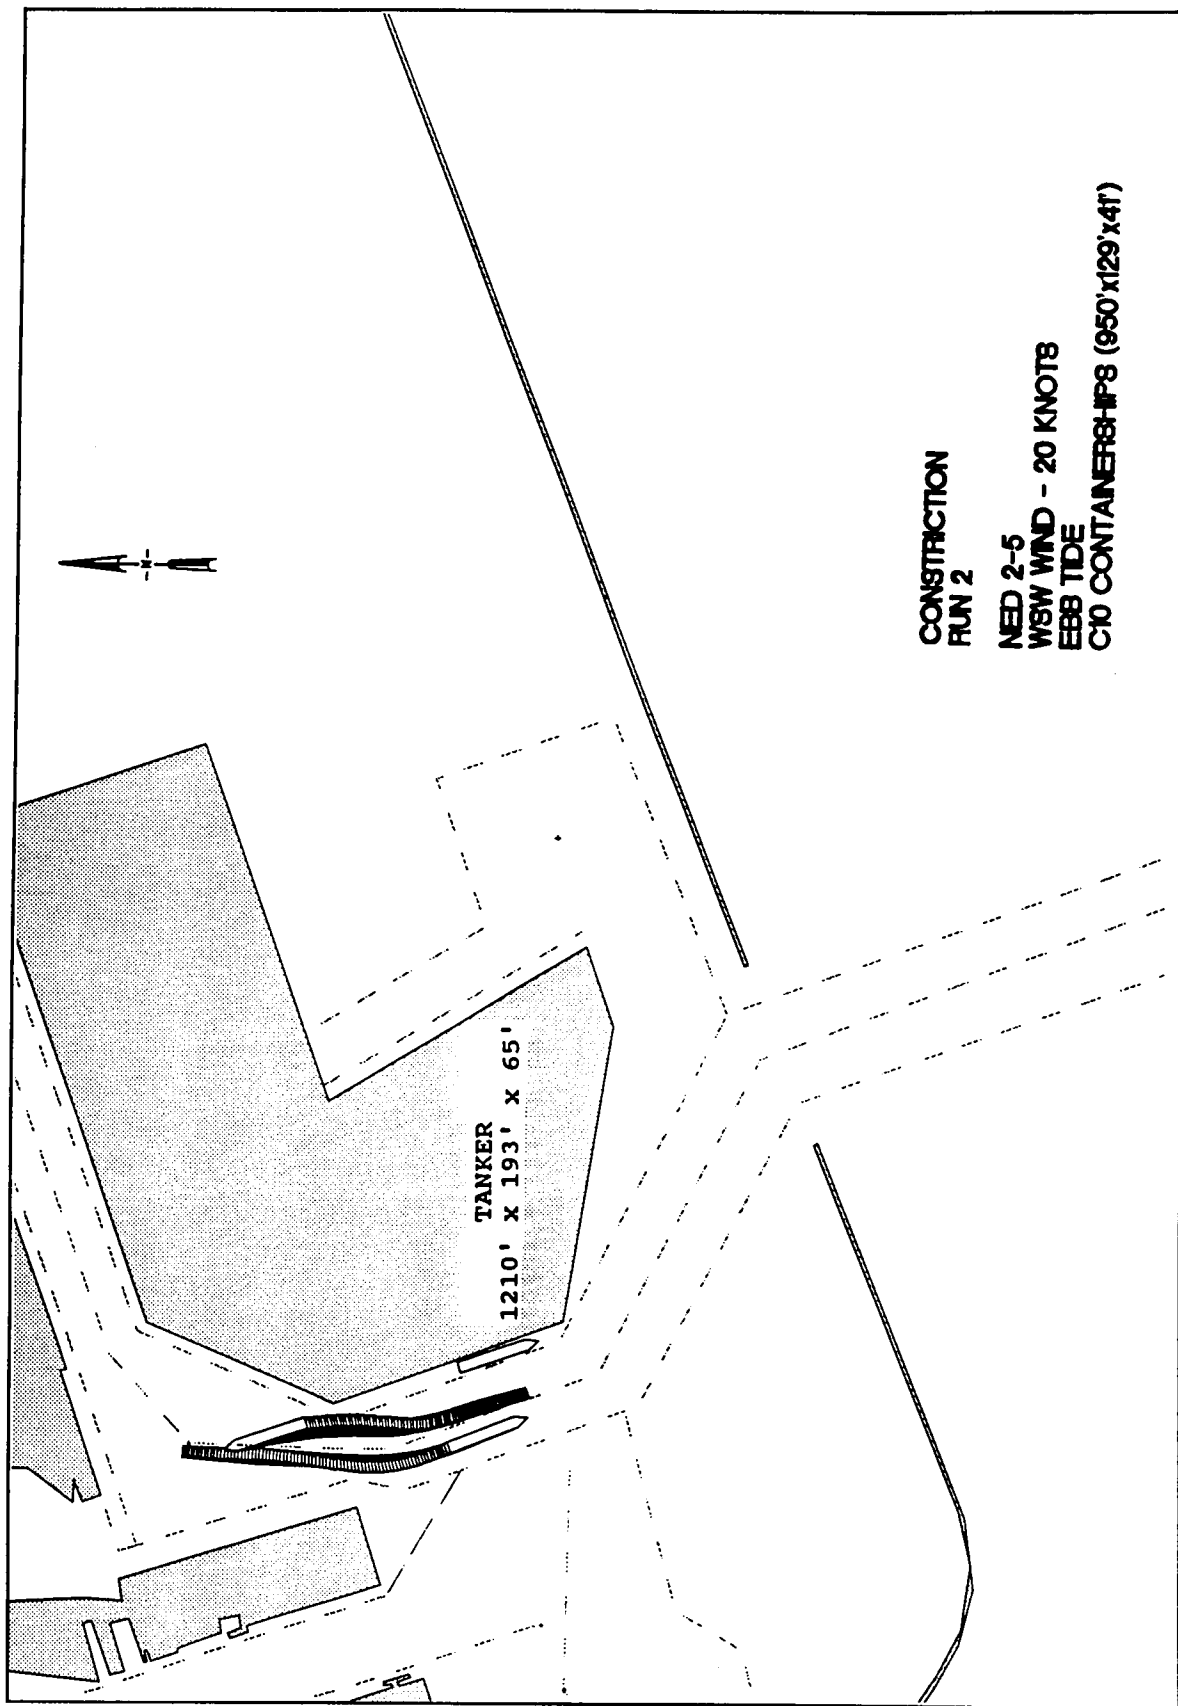 TANKER
1210' x 193' x 65'
CONSTRICTION
RUN 2
NED 2-5
WSW WIND - 20 KNOTS
EBB TIDE
C10 CONTAINERSHIPS (950'x129'x41')
N